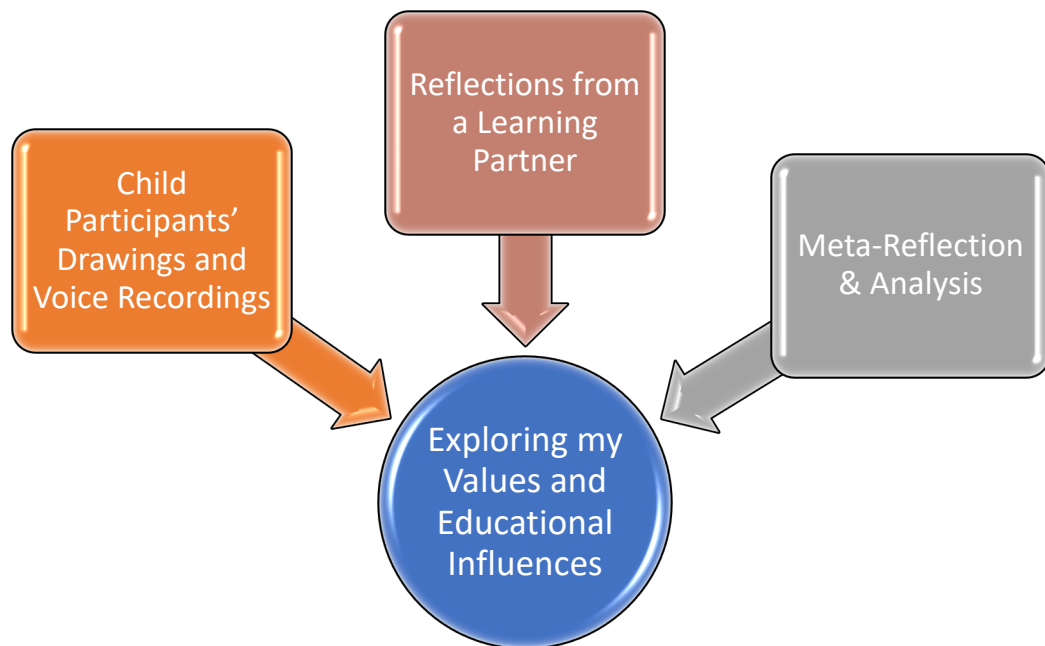 Child
Participants’
Drawings and
Voice Recordings
Reflections from
a Learning
Partner
Meta-Reflection
& Analysis
Exploring my
Values and
Educational
Influences